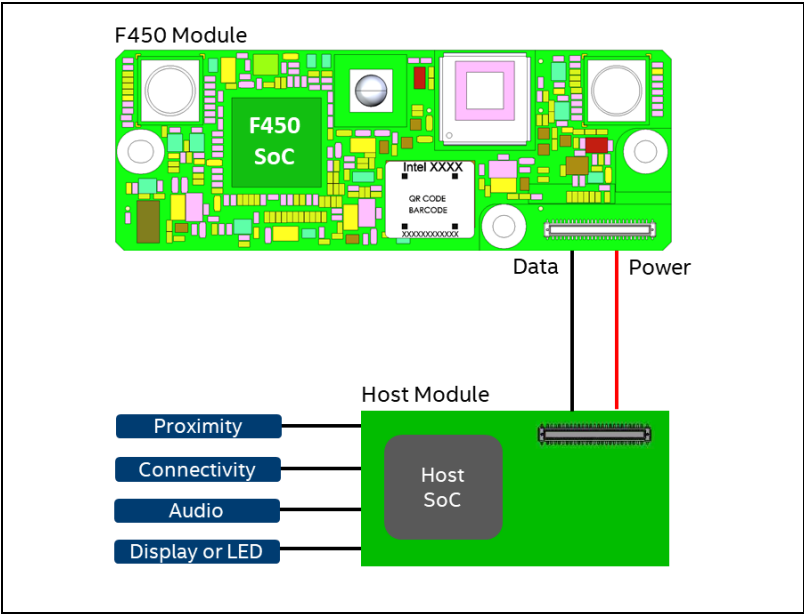 F450 Module
F450
SoC
Intel XXXX
QR CODE
BARCODE
XXXXXXXXXXXX
Data
Power
Host Module
Proximity
Connectivity
Audio
Display or LED
Host
SoC